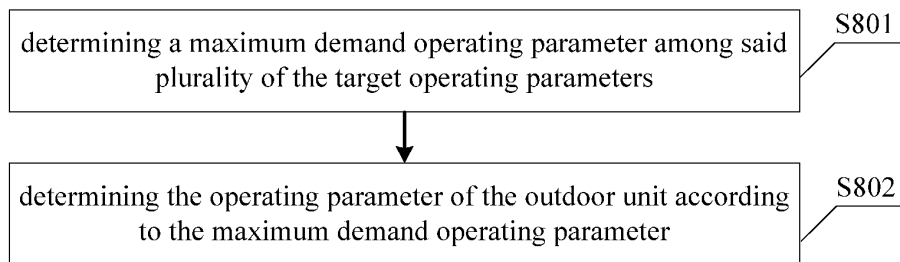 determining a maximum demand operating parameter among said
plurality of the target operating parameters
S801
determining the operating parameter of the outdoor unit according
to the maximum demand operating parameter
S802